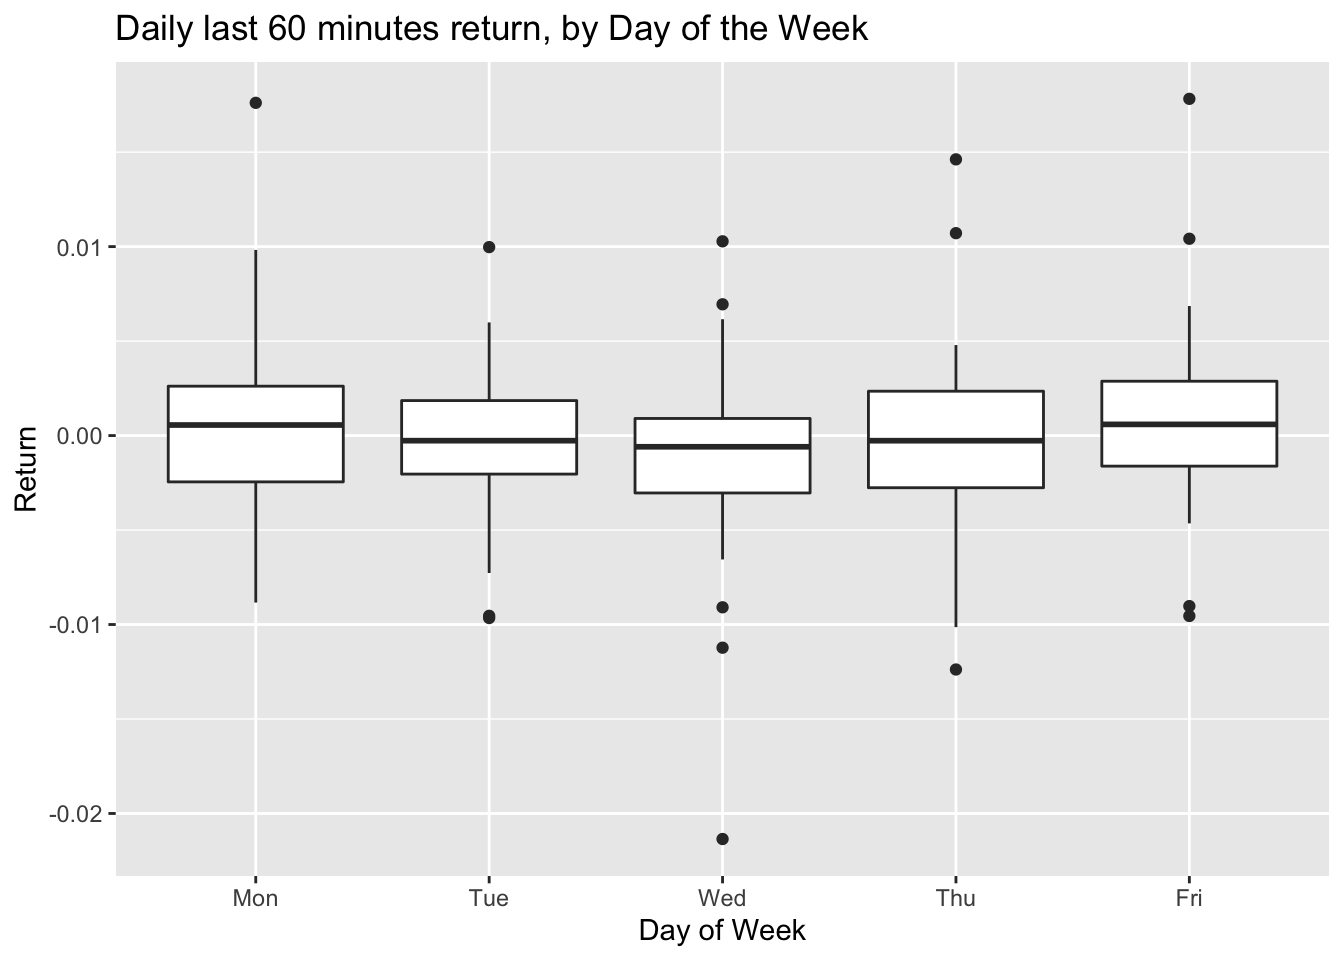 Daily last 60 minutes return, by Day of the Week
0.01
0.00
-0.01
-0.02
Return
Mon Tue Wed Thu Fri
Day of Week